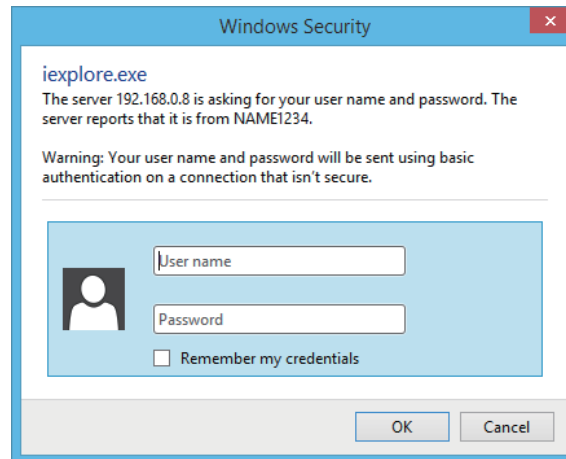 Windows Security
iexplore.exe
The server 192.168.0.8 is asking for your user name and password. The
server reports that it is from NAME1234.
Warning: Your user name and password will be sent using basic
authentication on a connection that isn't secure.
User name
Password
Remember my credentials
OK Cancel